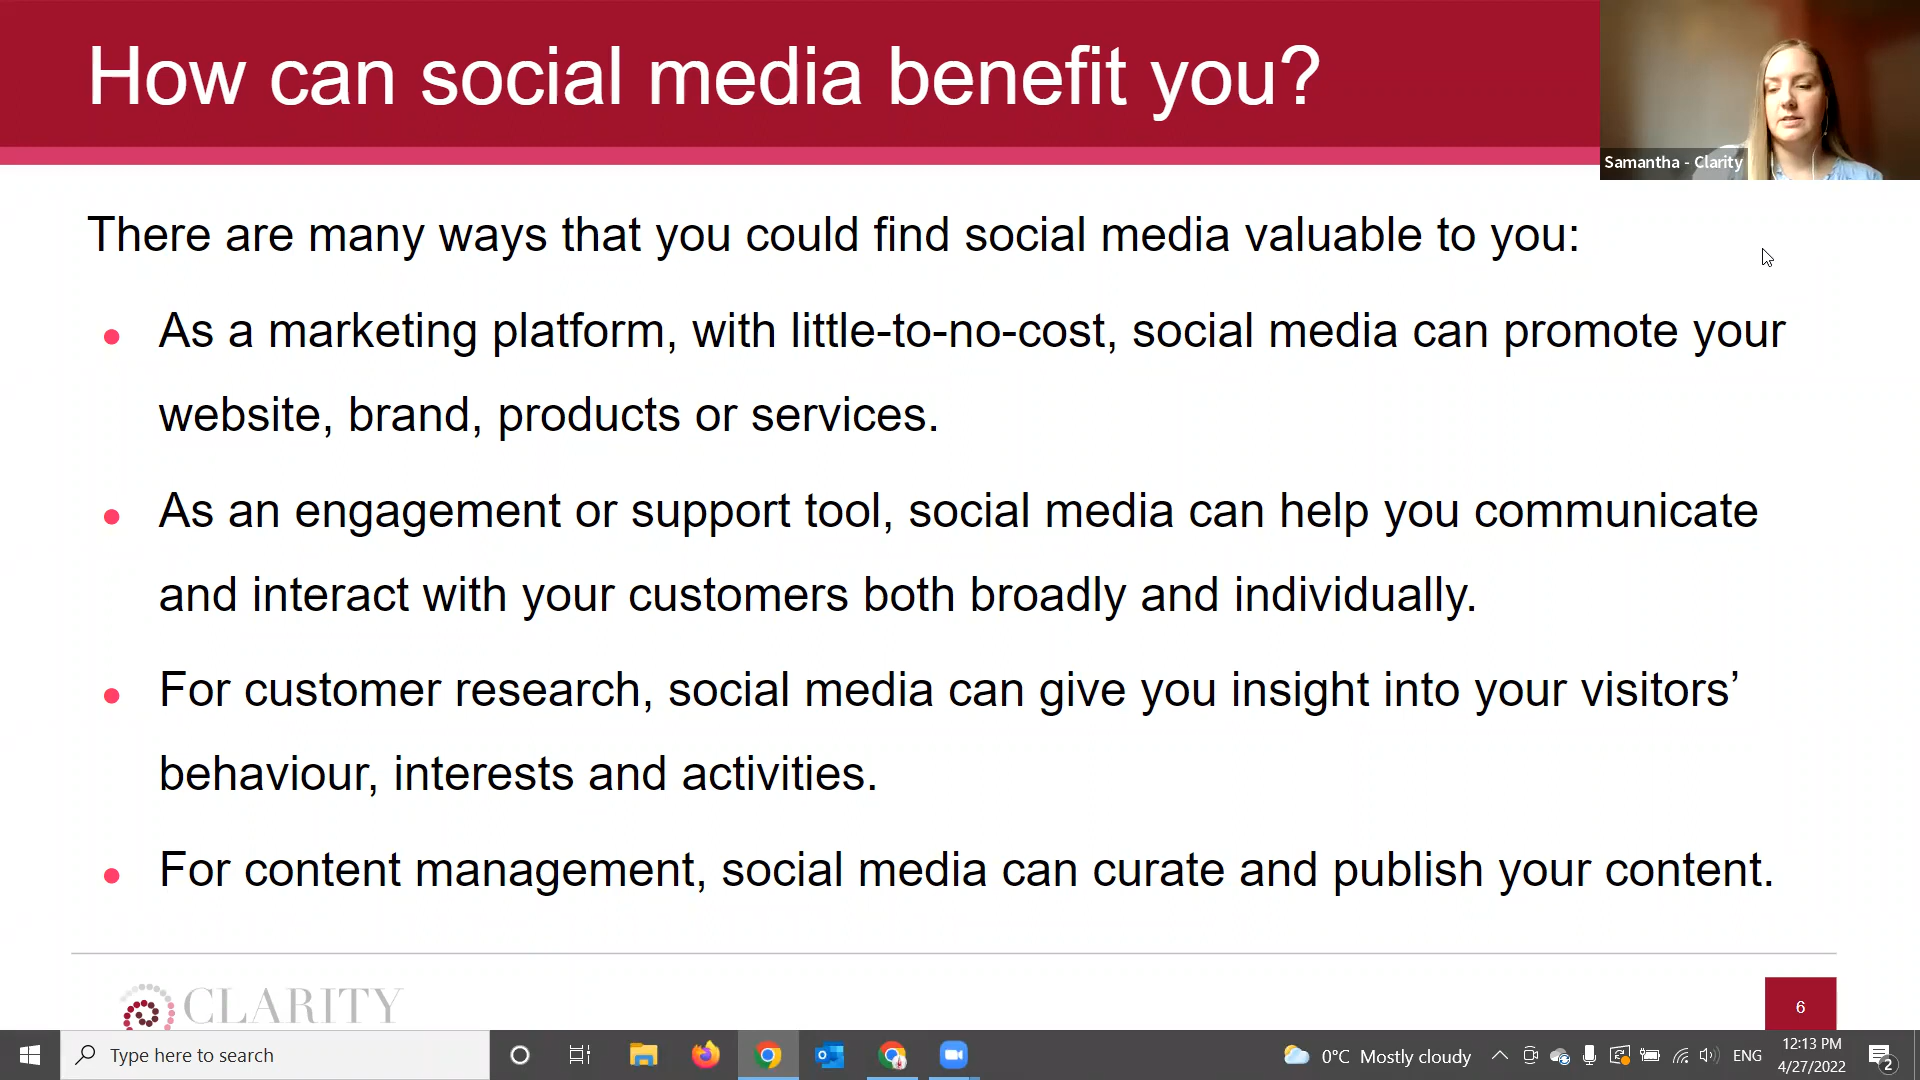 How can social media benefit you?
Samantha - Clarity
There are many ways that you could find social media valuable to you:
As a marketing platform, with little-to-no-cost, social media can promote your
website, brand, products or services.
As an engagement or support tool, social media can help you communicate
and interact with your customers both broadly and individually.
For customer research, social media can give you insight into your visitors’
behaviour, interests and activities.
For content management, social media can curate and publish your content.
CLARITY
6
Type here to search
0°C Mostly cloudy
ENG
12:13 PM
4/27/2022
2